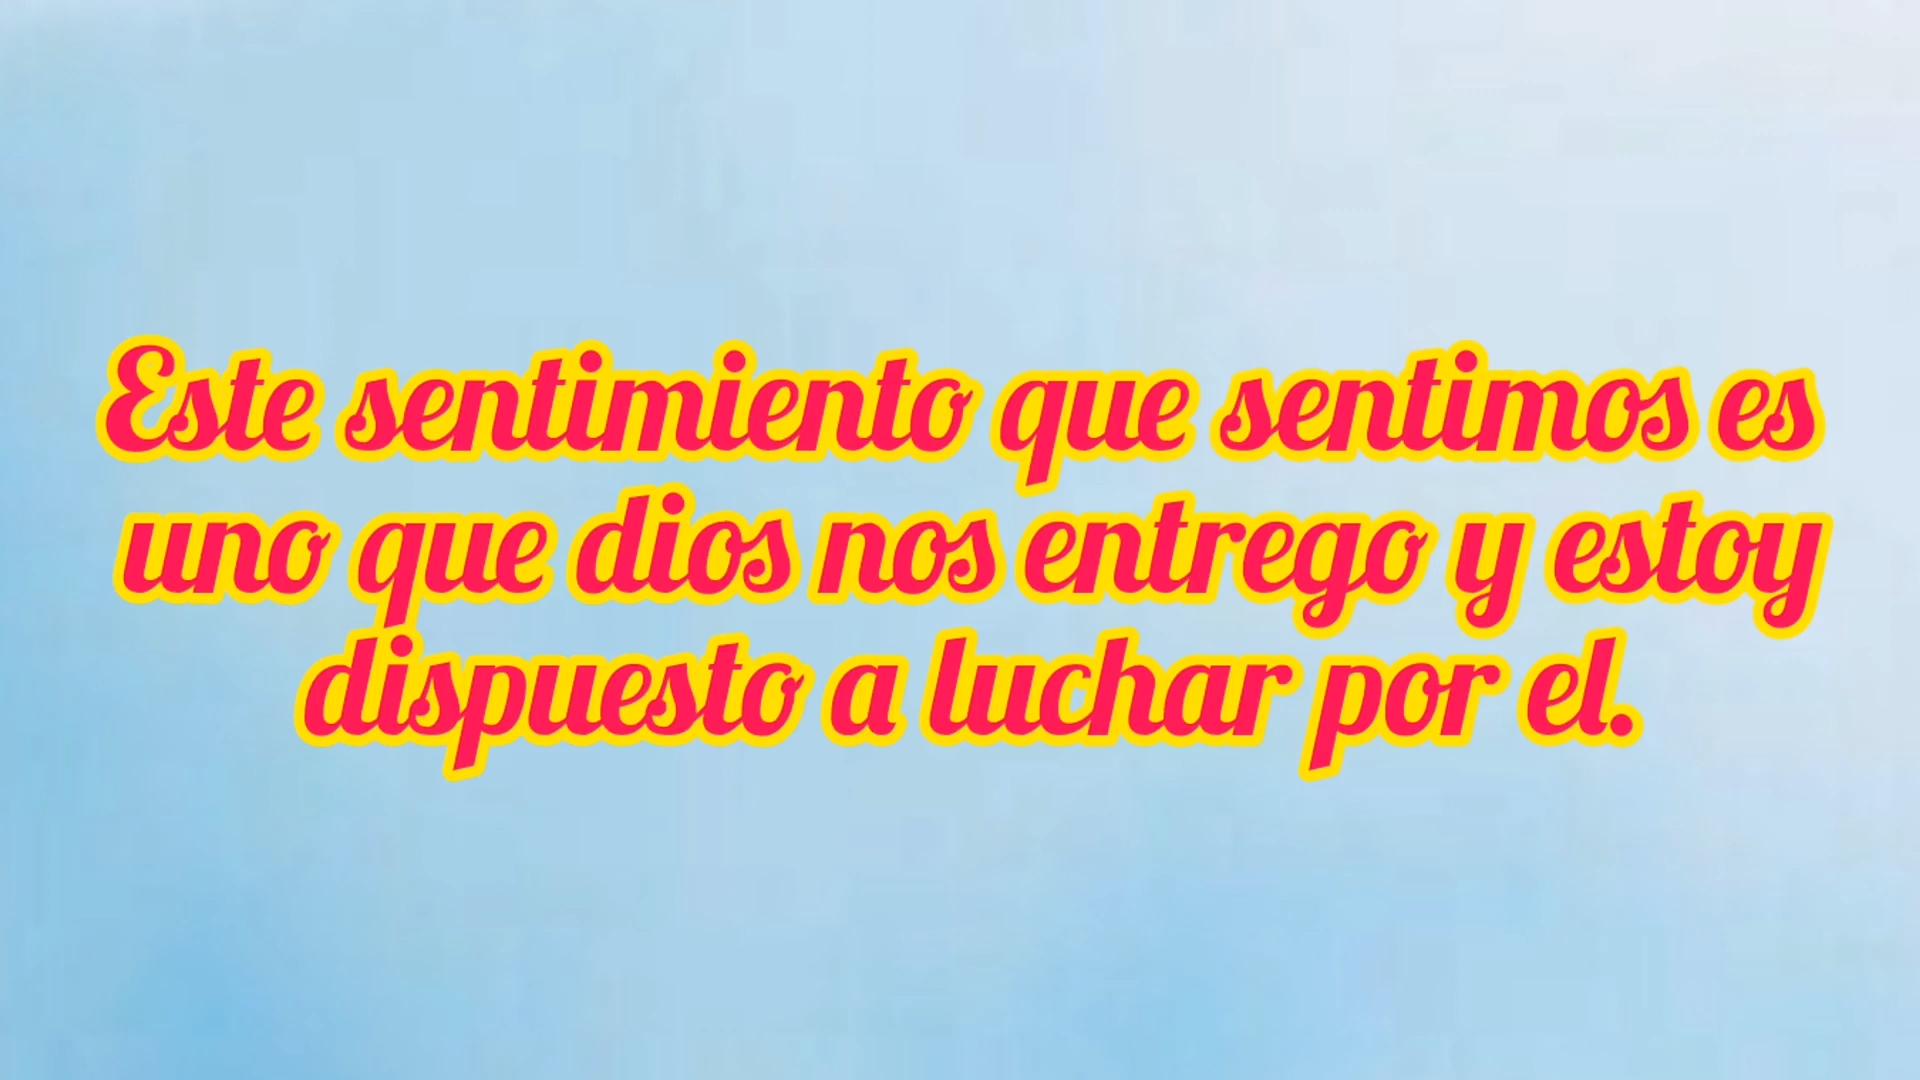 Este sentimiento que sentimos es
uno que dios nos entrego y estoy
dispuesto a luchar por el.